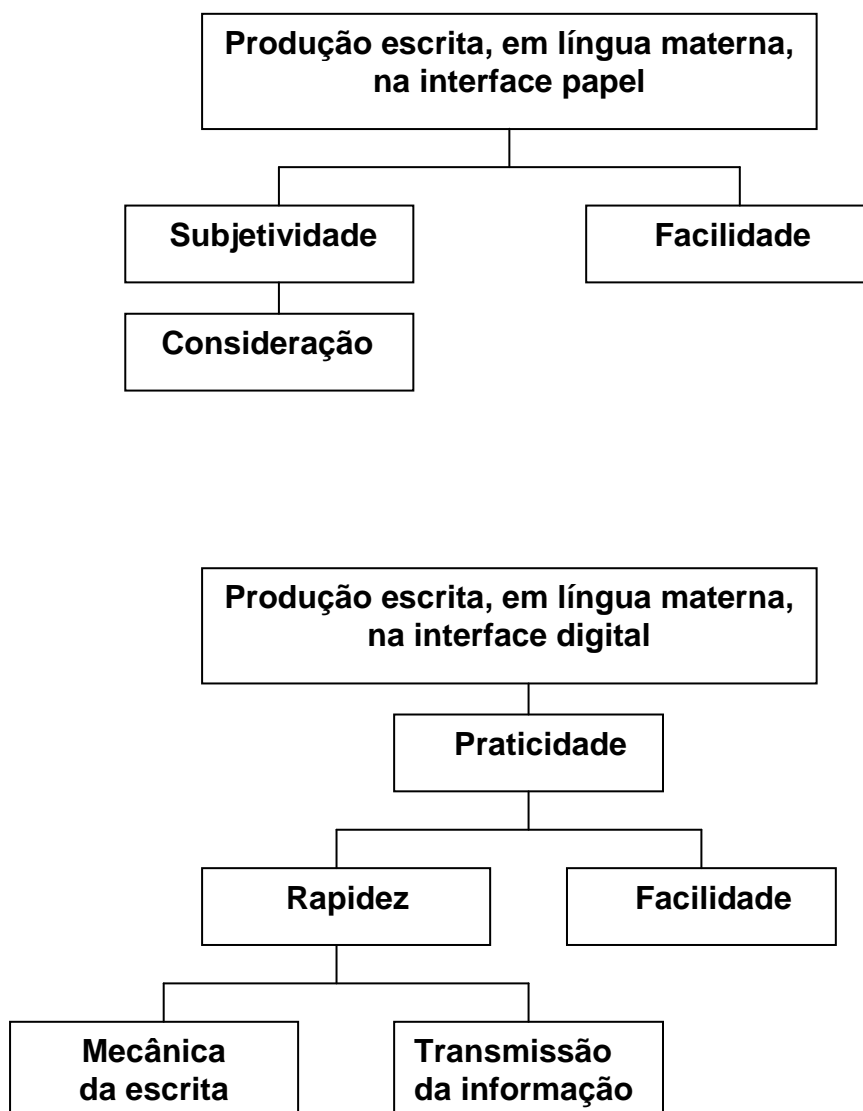 Produção escrita, em língua materna,
na interface papel
Subjetividade
Facilidade
Consideração
Produção escrita, em língua materna,
na interface digital
Praticidade
Rapidez
Facilidade
Mecânica
da escrita
Transmissão
da informação